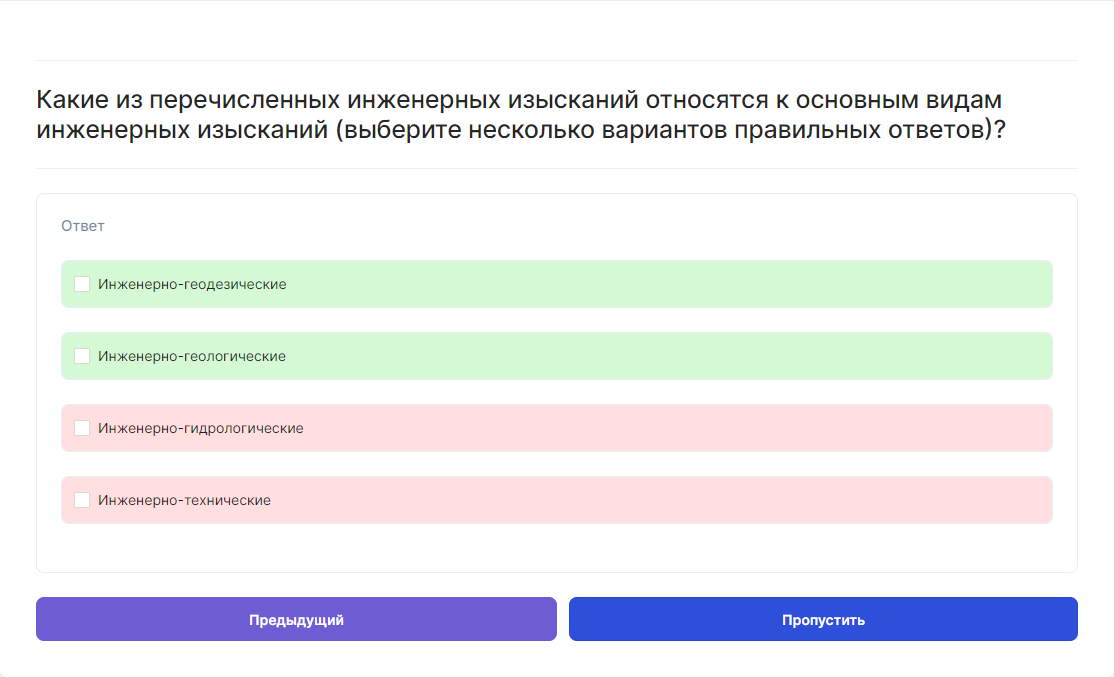 Какие из перечисленных инженерных изысканий относятся к основным видам
инженерных изысканий (выберите несколько вариантов правильных ответов)?
Ответ
Инженерно-геодезические
Инженерно-геологические
Инженерно-гидрологические
Инженерно-технические
Предыдущий
Пропустить